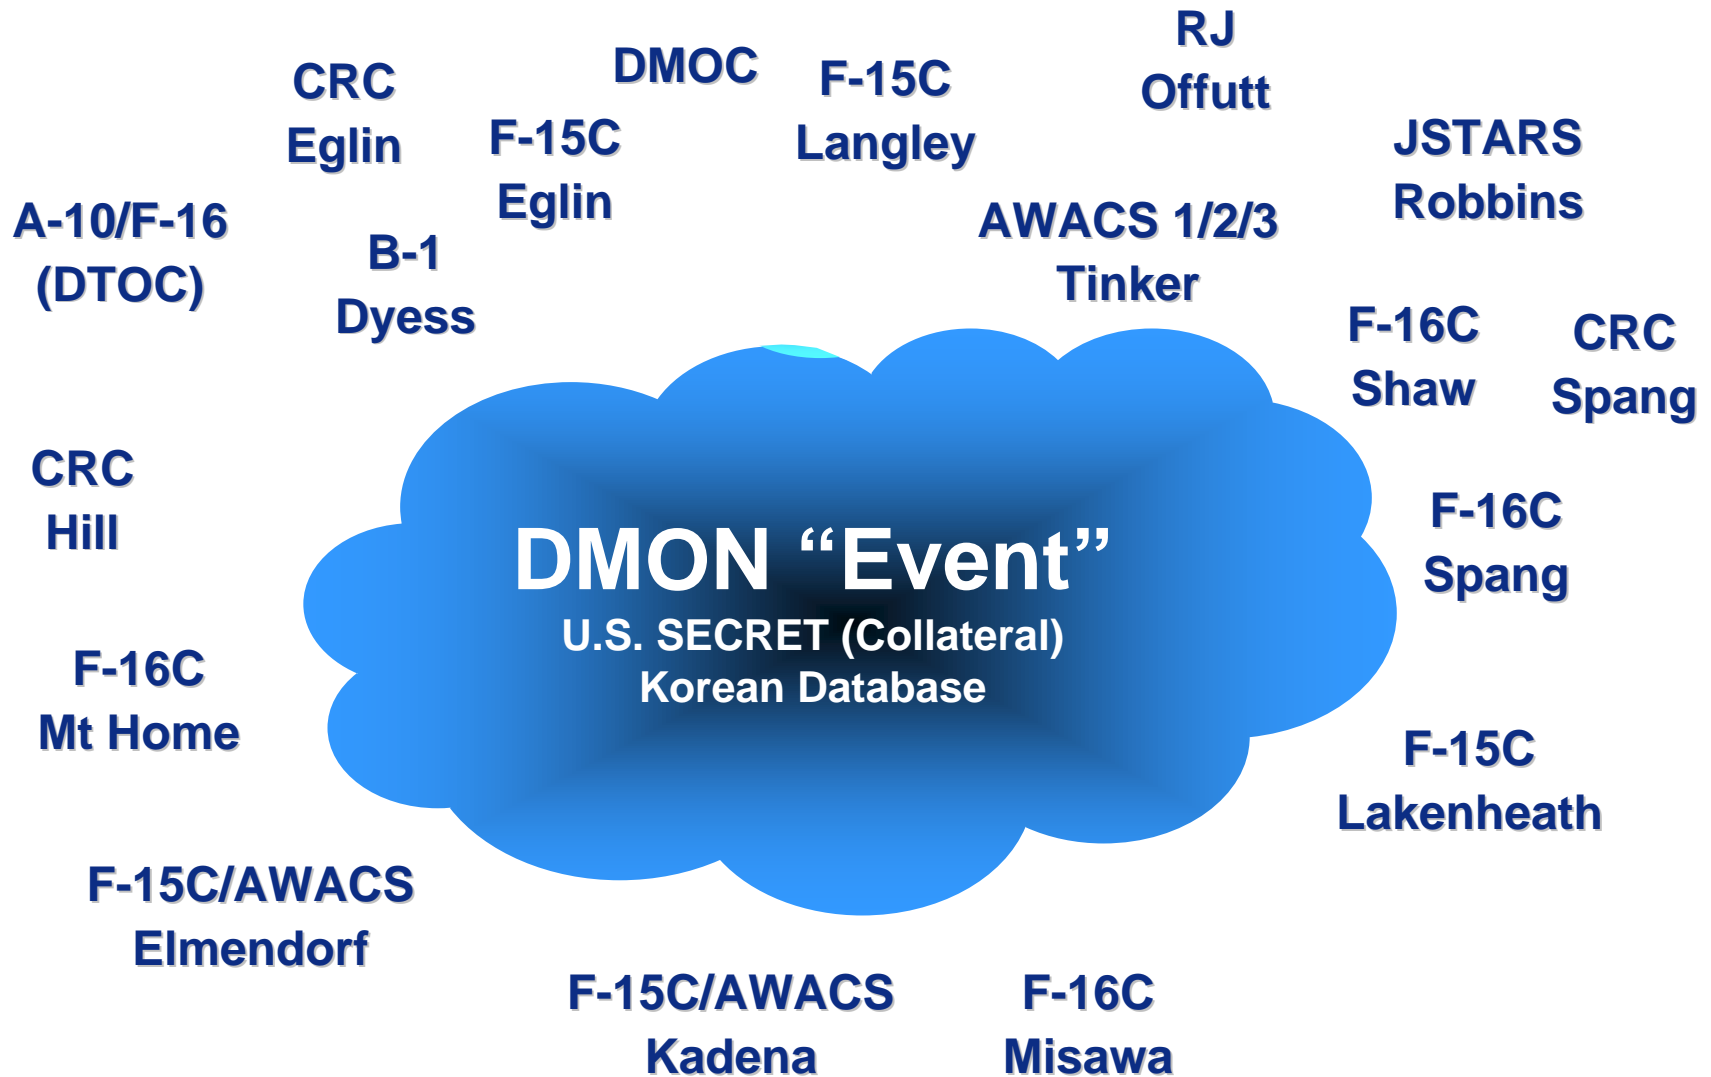 RJ
Offutt
DMOC
F-15C
Langley
CRC
Eglin
F-15C
Eglin
JSTARS
Robbins
A-10/F-16
(DTOC)
B-1
Dyess
AWACS 1/2/3
Tinker
F-16C
Shaw
CRC
Spang
CRC
Hill
F-16C
Spang
DMON “Event”
U.S. SECRET (Collateral)
Korean Database
F-16C
Mt Home
F-15C
Lakenheath
F-15C/AWACS
Elmendorf
F-15C/AWACS
Kadena
F-16C
Misawa